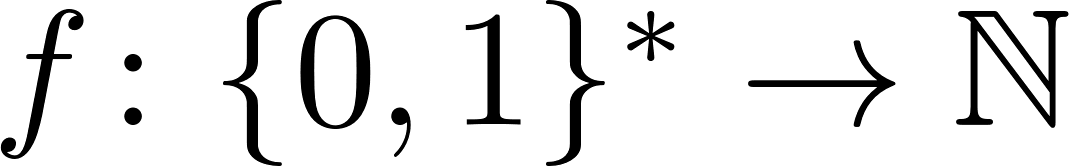 f : {0, 1}* → ℕ